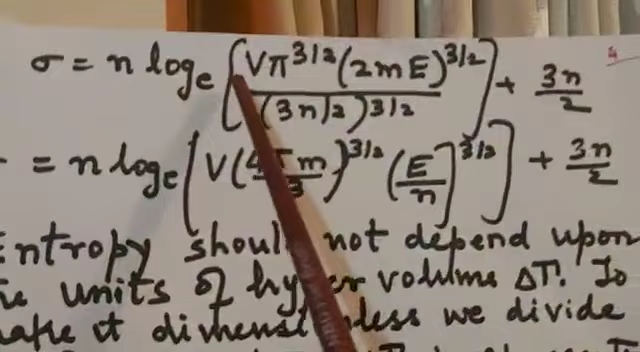 σ = n logₑ [Vπ^3/2 (2mE)^3/2 / (3n/2)^3/2] + 3n/2
= n logₑ [V(4πm/3)^3/2 (E/n)^3/2] + 3n/2
Entropy should not depend upon
units of hyper volume ΔΓ. To
make it dimensionless we divide